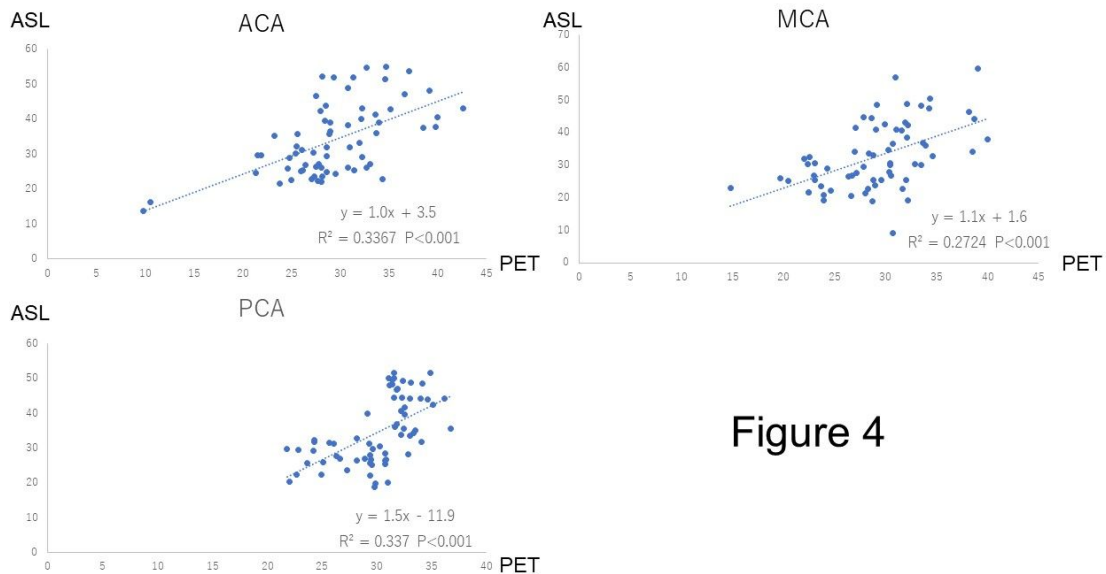 ASL
ACA
60
50
40
30
20
10
0
0 5 10 15 20 25 30 35 40 45
PET
y = 1.0x + 3.5
R² = 0.3367 P<0.001
ASL
MCA
70
60
50
40
30
20
10
0
0 5 10 15 20 25 30 35 40 45
PET
y = 1.1x + 1.6
R² = 0.2724 P<0.001
ASL
PCA
60
50
40
30
20
10
0
0 5 10 15 20 25 30 35 40
PET
y = 1.5x - 11.9
R² = 0.337 P<0.001
Figure 4